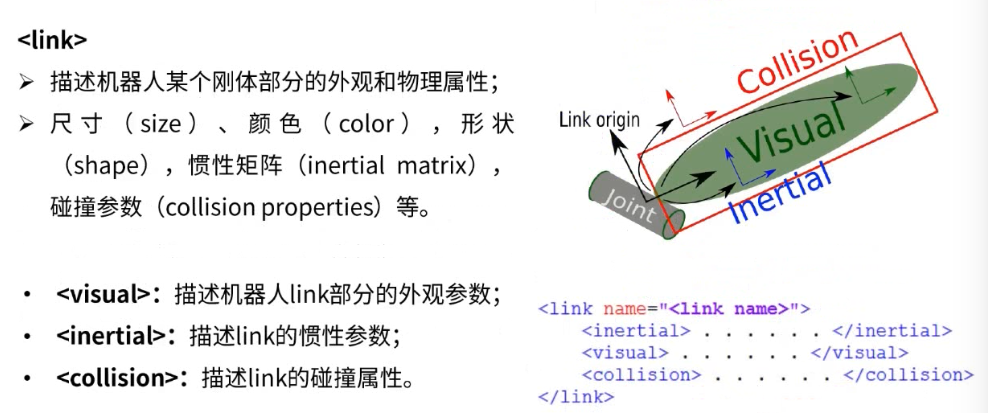 <link>
➢ 描述机器人某个刚体部分的外观和物理属性；
➢ 尺寸（size）、颜色（color），形状
（shape），惯性矩阵（inertial matrix），
碰撞参数（collision properties）等。
• <visual>：描述机器人link部分的外观参数；
• <inertial>：描述link的惯性参数；
• <collision>：描述link的碰撞属性。
Collision
Link origin
Visual
Joint
Inertial
<link name="<link name>">
<inertial> . . . . . . </inertial>
<visual> . . . . . . </visual>
<collision> . . . . . . </collision>
</link>